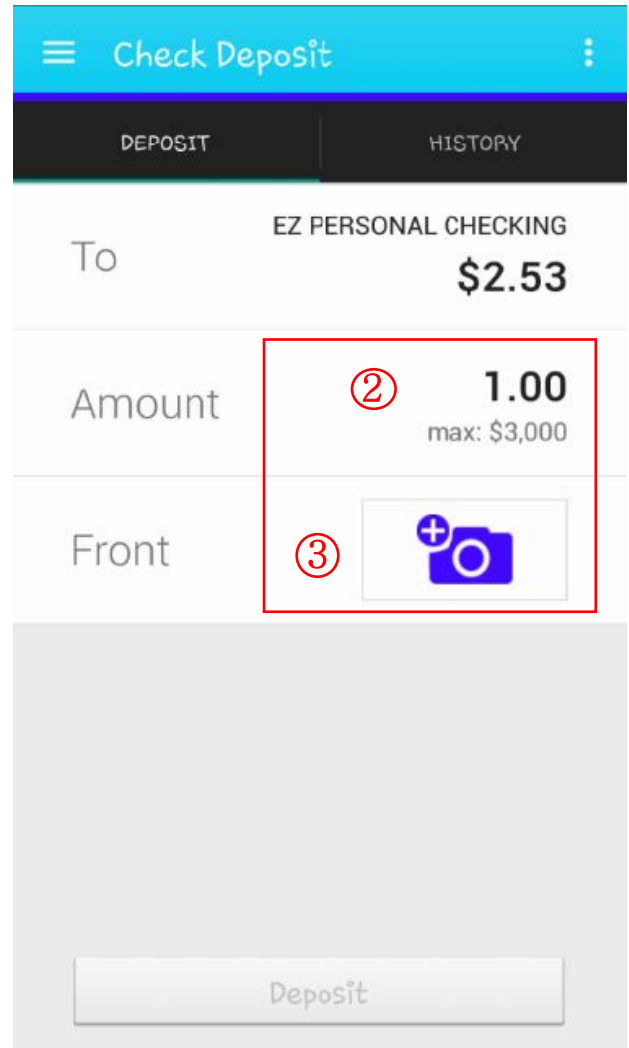 Check Deposit
DEPOSIT HISTORY
To EZ PERSONAL CHECKING
$2.53
Amount ② 1.00
max: $3,000
Front ③
Deposit